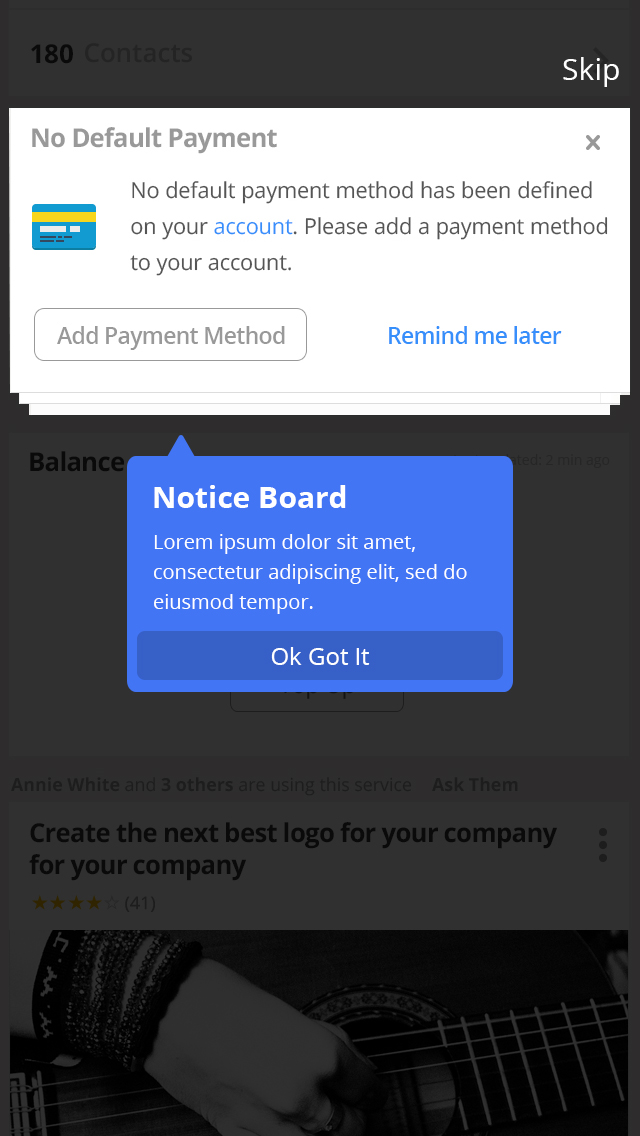 180 Contacts
Skip
No Default Payment
No default payment method has been defined
on your account. Please add a payment method
to your account.
Add Payment Method
Remind me later
Balance
2 min ago
Notice Board
Lorem ipsum dolor sit amet,
consectetur adipiscing elit, sed do
eiusmod tempor.
Ok Got It
Annie White and 3 others are using this service Ask Them
Create the next best logo for your company
for your company
(41)